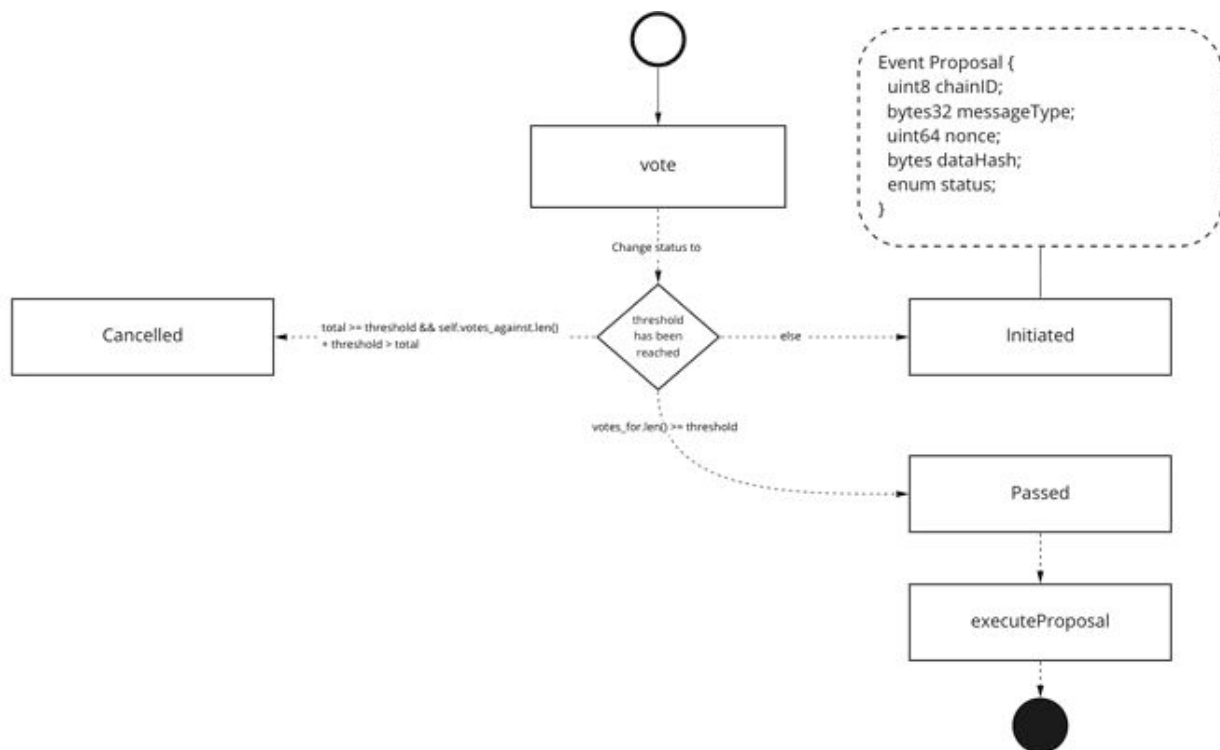 Event Proposal {
uint8 chainID;
bytes32 messageType;
uint64 nonce;
bytes dataHash;
enum status;
}
vote
Change status to
Cancelled
total >= threshold && self.votes_against.len()
+ threshold > total
threshold
has been
reached
else
Initiated
votes_for.len() >= threshold
Passed
executeProposal